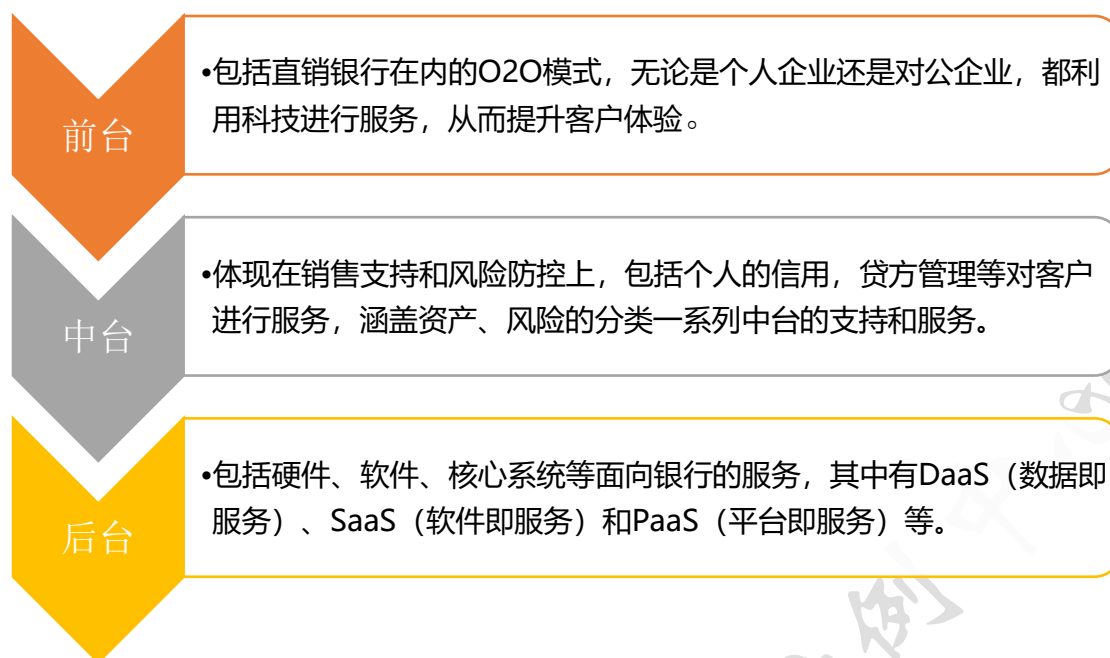 前台
•包括直销银行在内的O2O模式，无论是个人企业还是对公企业，都利
用科技进行服务，从而提升客户体验。
中台
•体现在销售支持和风险防控上，包括个人的信用，贷方管理等对客户
进行服务，涵盖资产、风险的分类一系列中台的支持和服务。
后台
•包括硬件、软件、核心系统等面向银行的服务，其中有DaaS（数据即
服务）、SaaS（软件即服务）和PaaS（平台即服务）等。
例